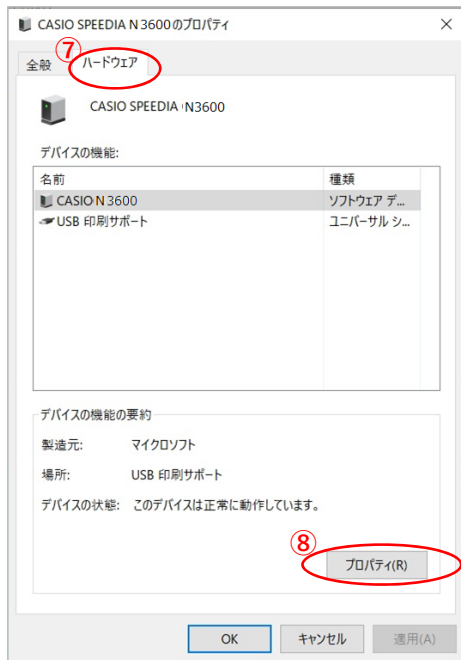 CASIO SPEEDIA N 3600のプロパティ
⑦
全般 ハードウェア
CASIO SPEEDIA N3600
デバイスの機能:
名前 種類
CASIO N 3600 ソフトウェア デ...
USB 印刷サポート ユニバーサル シ...
デバイスの機能の要約
製造元: マイクロソフト
場所: USB 印刷サポート
デバイスの状態: このデバイスは正常に動作しています。
⑧
プロパティ(R)
OK キャンセル 適用(A)